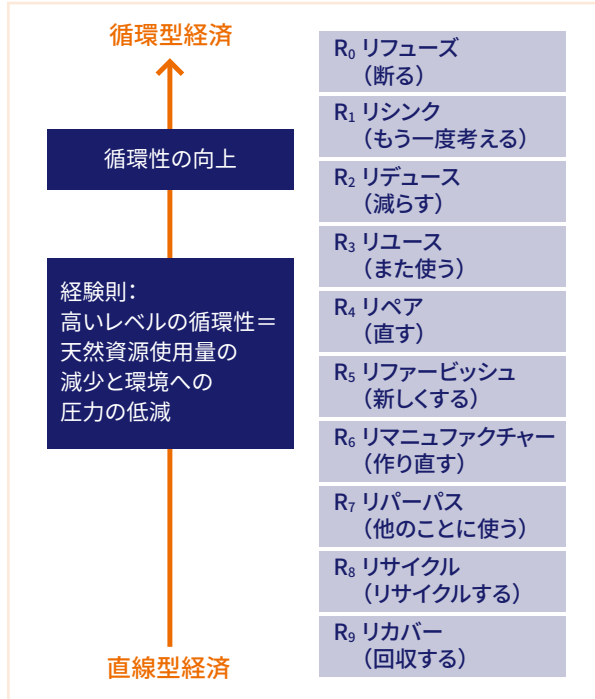 循環型経済
循環性の向上
経験則：
高いレベルの循環性＝
天然資源使用量の
減少と環境への
圧力の低減
直線型経済
R₀ リフューズ
（断る）
R₁ リシンク
（もう一度考える）
R₂ リデュース
（減らす）
R₃ リユース
（また使う）
R₄ リペア
（直す）
R₅ リファービッシュ
（新しくする）
R₆ リマニュファクチャー
（作り直す）
R₇ リパーパス
（他のことに使う）
R₈ リサイクル
（リサイクルする）
R₉ リカバー
（回収する）